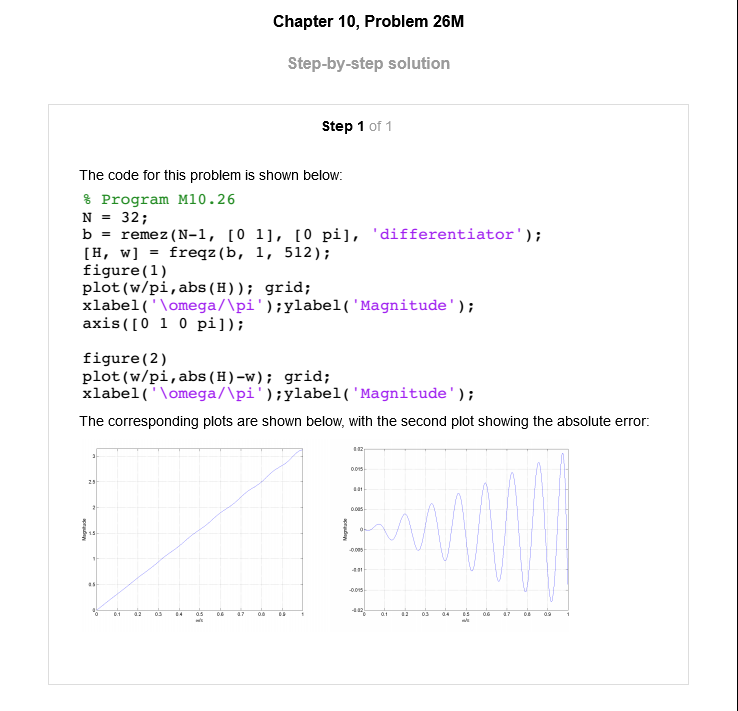 Chapter 10, Problem 26M
Step-by-step solution
Step 1 of 1
The code for this problem is shown below:
% Program M10.26
N = 32;
b = remez(N-1, [0 1], [0 pi], 'differentiator');
[H, w] = freqz(b, 1, 512);
figure(1)
plot(w/pi,abs(H)); grid;
xlabel('\omega/\pi');ylabel('Magnitude');
axis([0 1 0 pi]);
figure(2)
plot(w/pi,abs(H)-w); grid;
xlabel('\omega/\pi');ylabel('Magnitude');
The corresponding plots are shown below, with the second plot showing the absolute error:
3
2.5
2
1.5
1
0.5
0
Magnitude
0 0.1 0.2 0.3 0.4 0.5 0.6 0.7 0.8 0.9 1
ω/π
0.02
0.015
0.01
0.005
0
-0.005
-0.01
-0.015
-0.02
Magnitude
0 0.1 0.2 0.3 0.4 0.5 0.6 0.7 0.8 0.9 1
ω/π